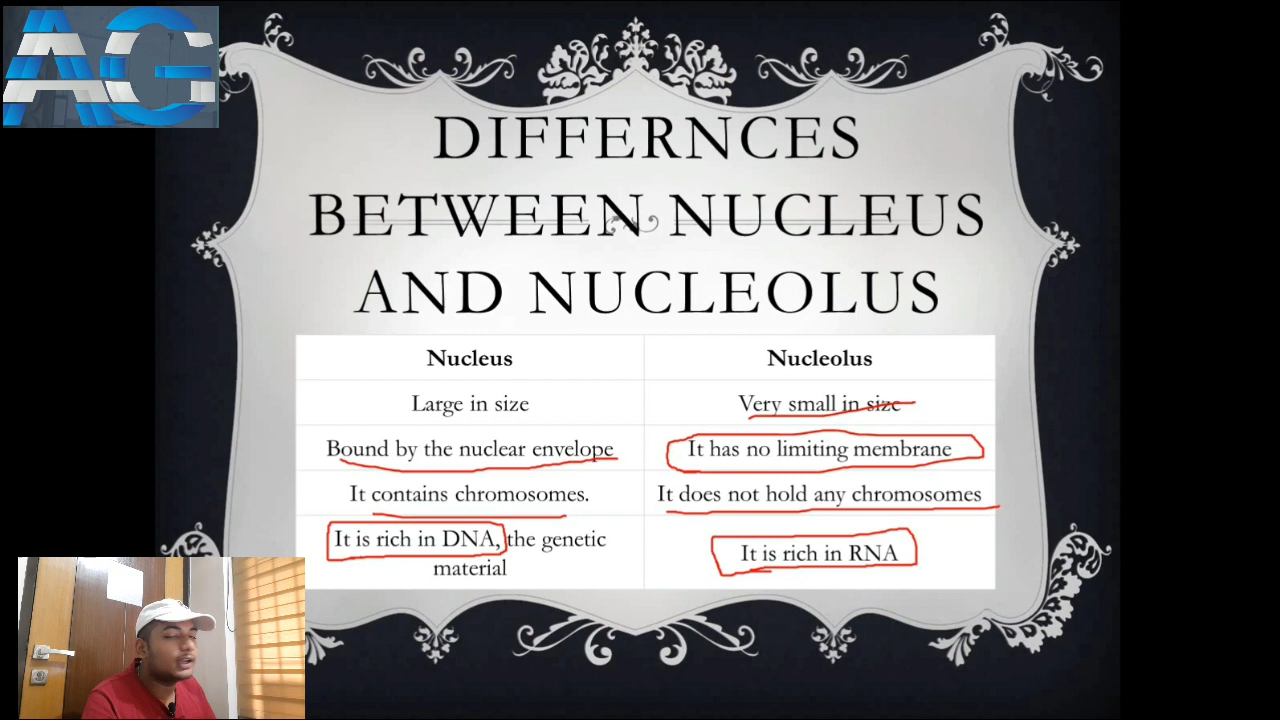 AG
DIFFERNCES
BETWEEN NUCLEUS
AND NUCLEOLUS
Nucleus Nucleolus
Large in size Very small in size
Bound by the nuclear envelope It has no limiting membrane
It contains chromosomes. It does not hold any chromosomes
It is rich in DNA, the genetic
material
It is rich in RNA